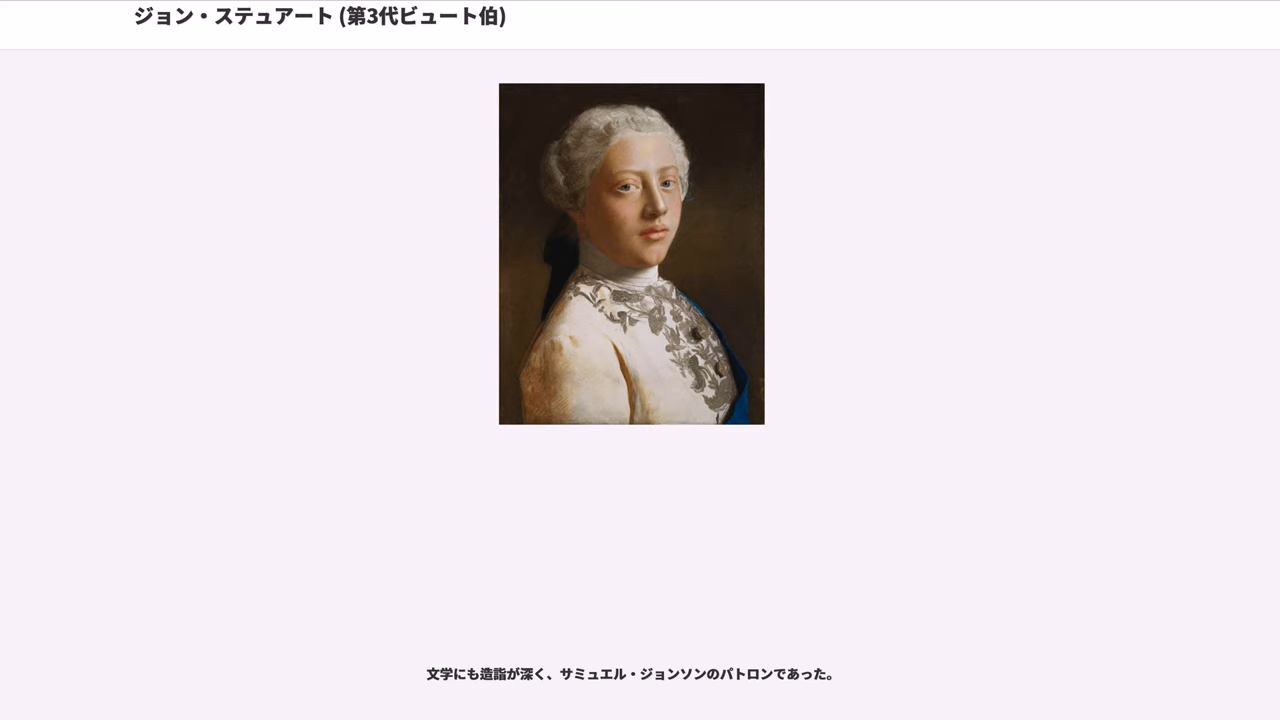 ジョン・ステュアート (第3代ビュート伯)
文学にも造詣が深く、サミュエル・ジョンソンのパトロンであった。